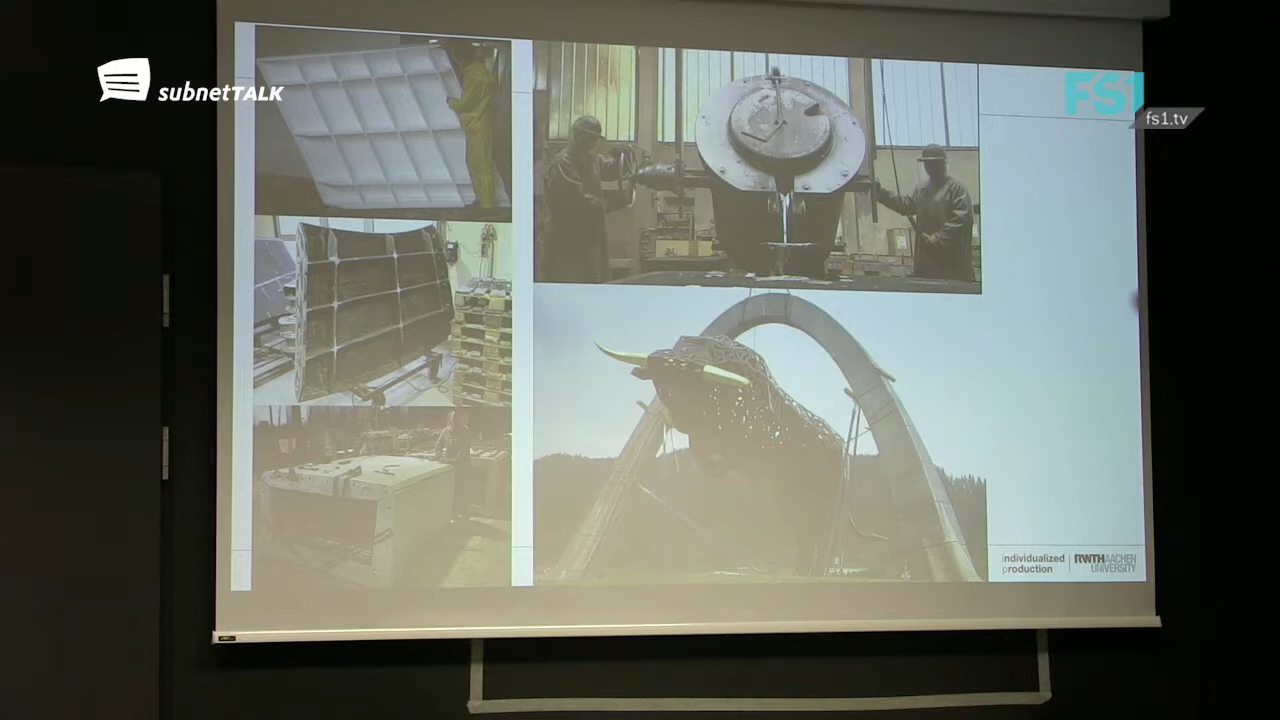 subnetTALK
FS1
fs1.tv
individualized
production
RWTHAACHEN
UNIVERSITY